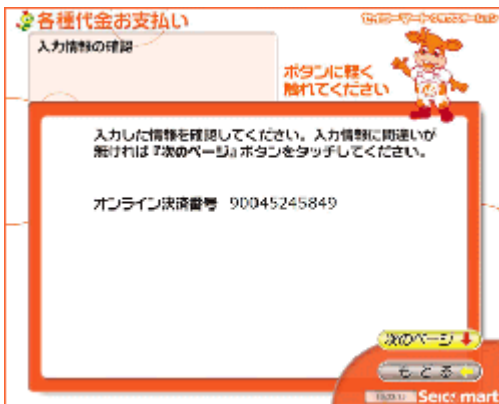 各種代金お支払い
入力情報の確認
ボタンに軽く
触れてください
入力した情報を確認してください。入力情報に間違いが
無ければ『次のページ』ボタンをタッチしてください。
オンライン決済番号 90045245849
次のページ
もどる
Seico mart